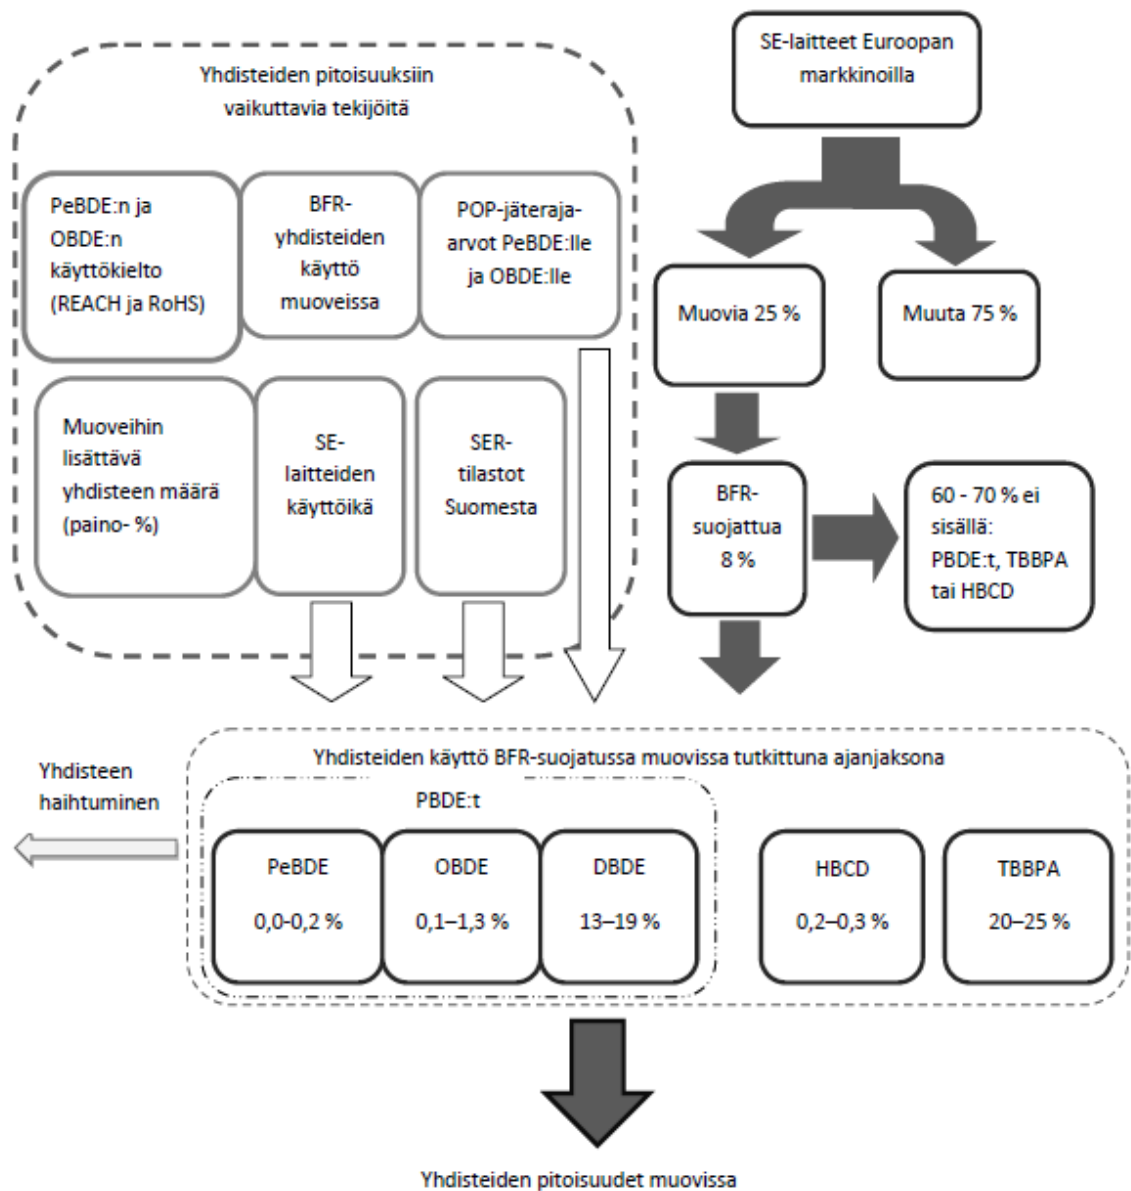 SE-laitteet Euroopan
markkinoilla
Yhdisteiden pitoisuuksiin
vaikuttavia tekijöitä
PeBDE:n ja
OBDE:n
käyttökielto
(REACH ja RoHS)
BFR-
yhdisteiden
käyttö
muoveissa
POP-jäteraja-
arvot PeBDE:lle
ja OBDE:lle
Muovia 25 %
Muuta 75 %
Muoveihin
lisättävä
yhdisteen määrä
(paino- %)
SE-
laitteiden
käyttöikä
SER-
tilastot
Suomesta
BFR-
suojattua
8 %
60 - 70 % ei
sisällä:
PBDE:t, TBBPA
tai HBCD
Yhdisteen
haihtuminen
Yhdisteiden käyttö BFR-suojatussa muovissa tutkittuna ajanjaksona
PBDE:t
PeBDE
0,0-0,2 %
OBDE
0,1–1,3 %
DBDE
13–19 %
HBCD
0,2–0,3 %
TBBPA
20–25 %
Yhdisteiden pitoisuudet muovissa